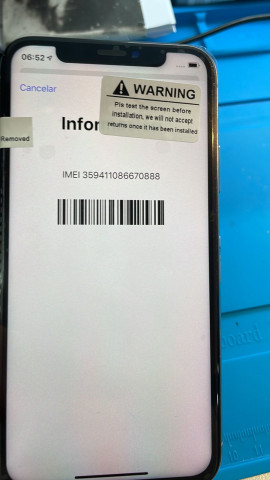 06:52
Cancelar
WARNING
Pls test the screen before
installation, we will not accept
returns once it has been installed
Infor
Removed
IMEI 359411086670888